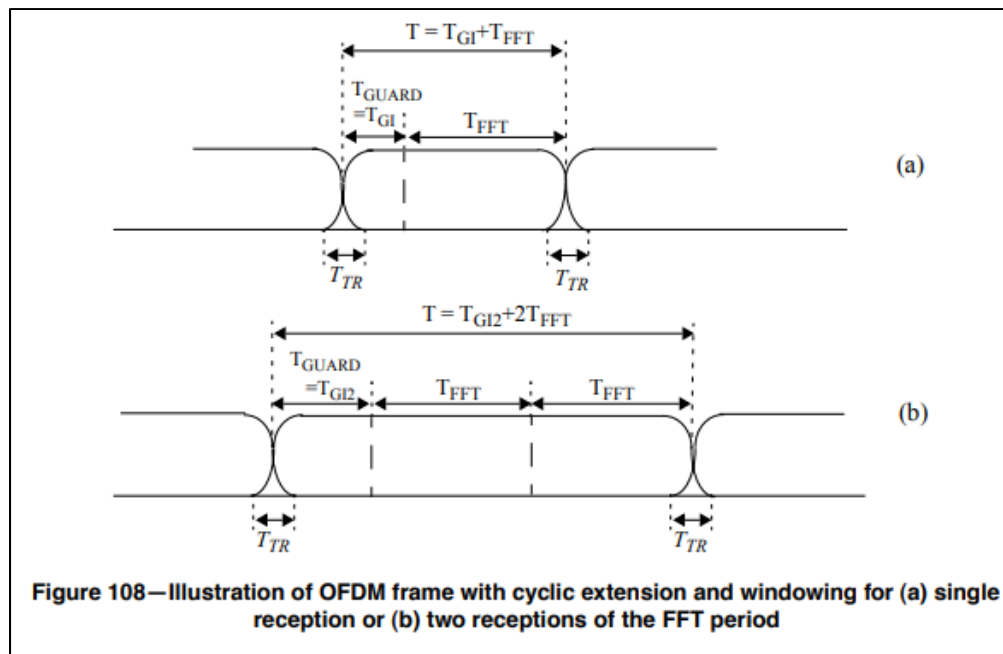 T = TGI+TFFT
TGUARD
=TGI
TFFT
(a)
TTR
TTR
T = TGI2+2TFFT
TGUARD
=TGI2
TFFT
TFFT
(b)
TTR
TTR
Figure 108—Illustration of OFDM frame with cyclic extension and windowing for (a) single
reception or (b) two receptions of the FFT period